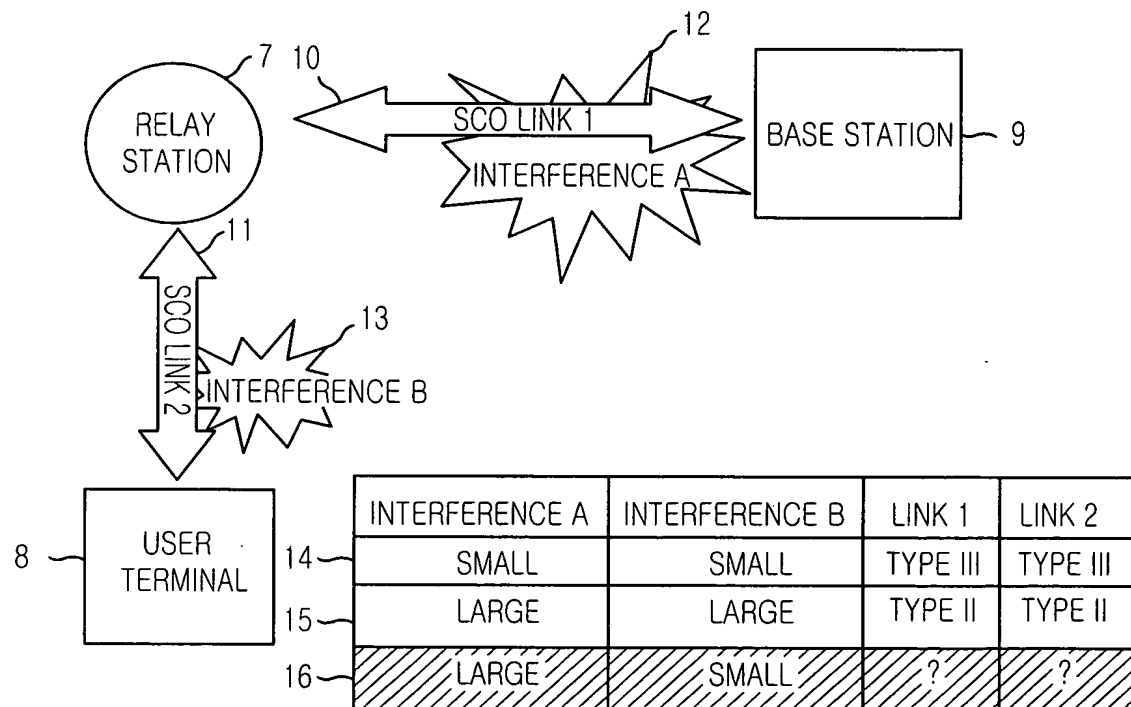 7
10
12
RELAY
STATION
SCO LINK 1
BASE STATION
9
INTERFERENCE A
11
SCO LINK 2
13
INTERFERENCE B
8
USER
TERMINAL
INTERFERENCE A INTERFERENCE B LINK 1 LINK 2
14 SMALL SMALL TYPE III TYPE III
15 LARGE LARGE TYPE II TYPE II
16 LARGE SMALL ? ?